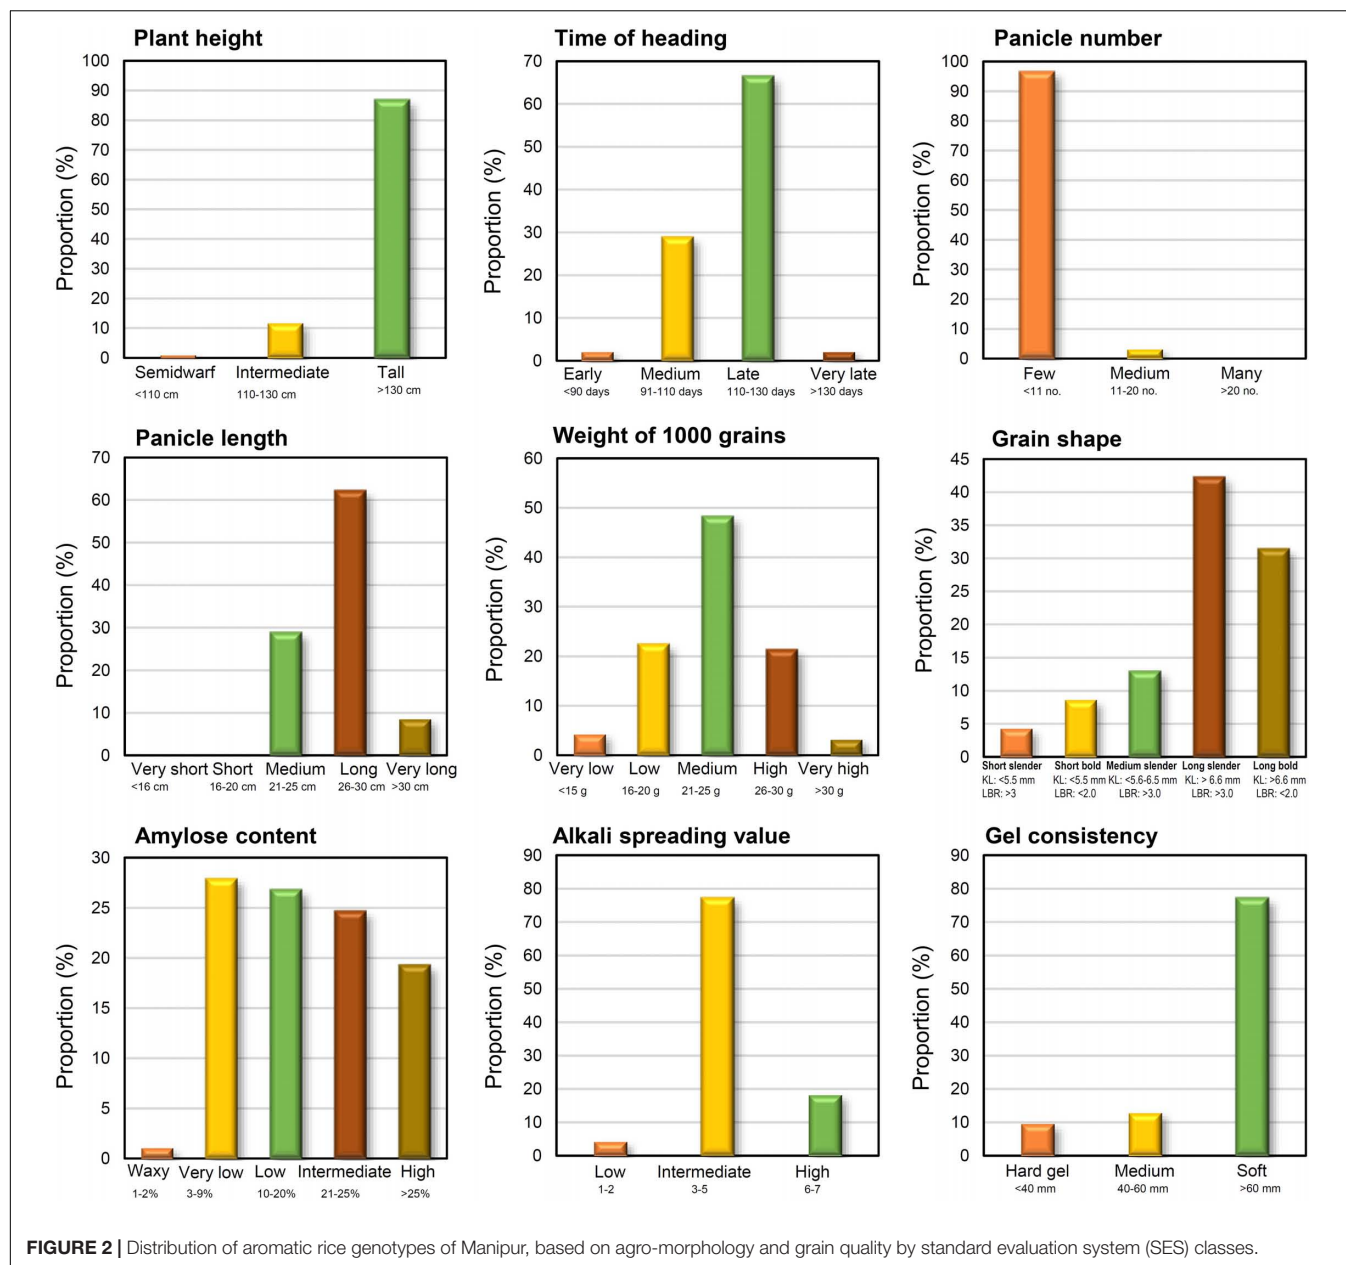 Plant height
Proportion (%)
100
90
80
70
60
50
40
30
20
10
0
Semidwarf Intermediate Tall
<110 cm 110-130 cm >130 cm
Time of heading
Proportion (%)
70
60
50
40
30
20
10
0
Early Medium Late Very late
<90 days 91-110 days 110-130 days >130 days
Panicle number
Proportion (%)
100
90
80
70
60
50
40
30
20
10
0
Few Medium Many
<11 no. 11-20 no. >20 no.
Panicle length
Proportion (%)
70
60
50
40
30
20
10
0
Very short Short Medium Long Very long
<16 cm 16-20 cm 21-25 cm 26-30 cm >30 cm
Weight of 1000 grains
Proportion (%)
60
50
40
30
20
10
0
Very low Low Medium High Very high
<15 g 16-20 g 21-25 g 26-30 g >30 g
Grain shape
Proportion (%)
45
40
35
30
25
20
15
10
5
0
Short slender Short bold Medium slender Long slender Long bold
KL: <5.5 mm KL: <5.5 mm KL: <5.6-6.5 mm KL: > 6.6 mm KL: >6.6 mm
LBR: >3 LBR: <2.0 LBR: >3.0 LBR: >3.0 LBR: <2.0
Amylose content
Proportion (%)
30
25
20
15
10
5
0
Waxy Very low Low Intermediate High
1-2% 3-9% 10-20% 21-25% >25%
Alkali spreading value
Proportion (%)
90
80
70
60
50
40
30
20
10
0
Low Intermediate High
1-2 3-5 6-7
Gel consistency
Proportion (%)
90
80
70
60
50
40
30
20
10
0
Hard gel Medium Soft
<40 mm 40-60 mm >60 mm
FIGURE 2 | Distribution of aromatic rice genotypes of Manipur, based on agro-morphology and grain quality by standard evaluation system (SES) classes.